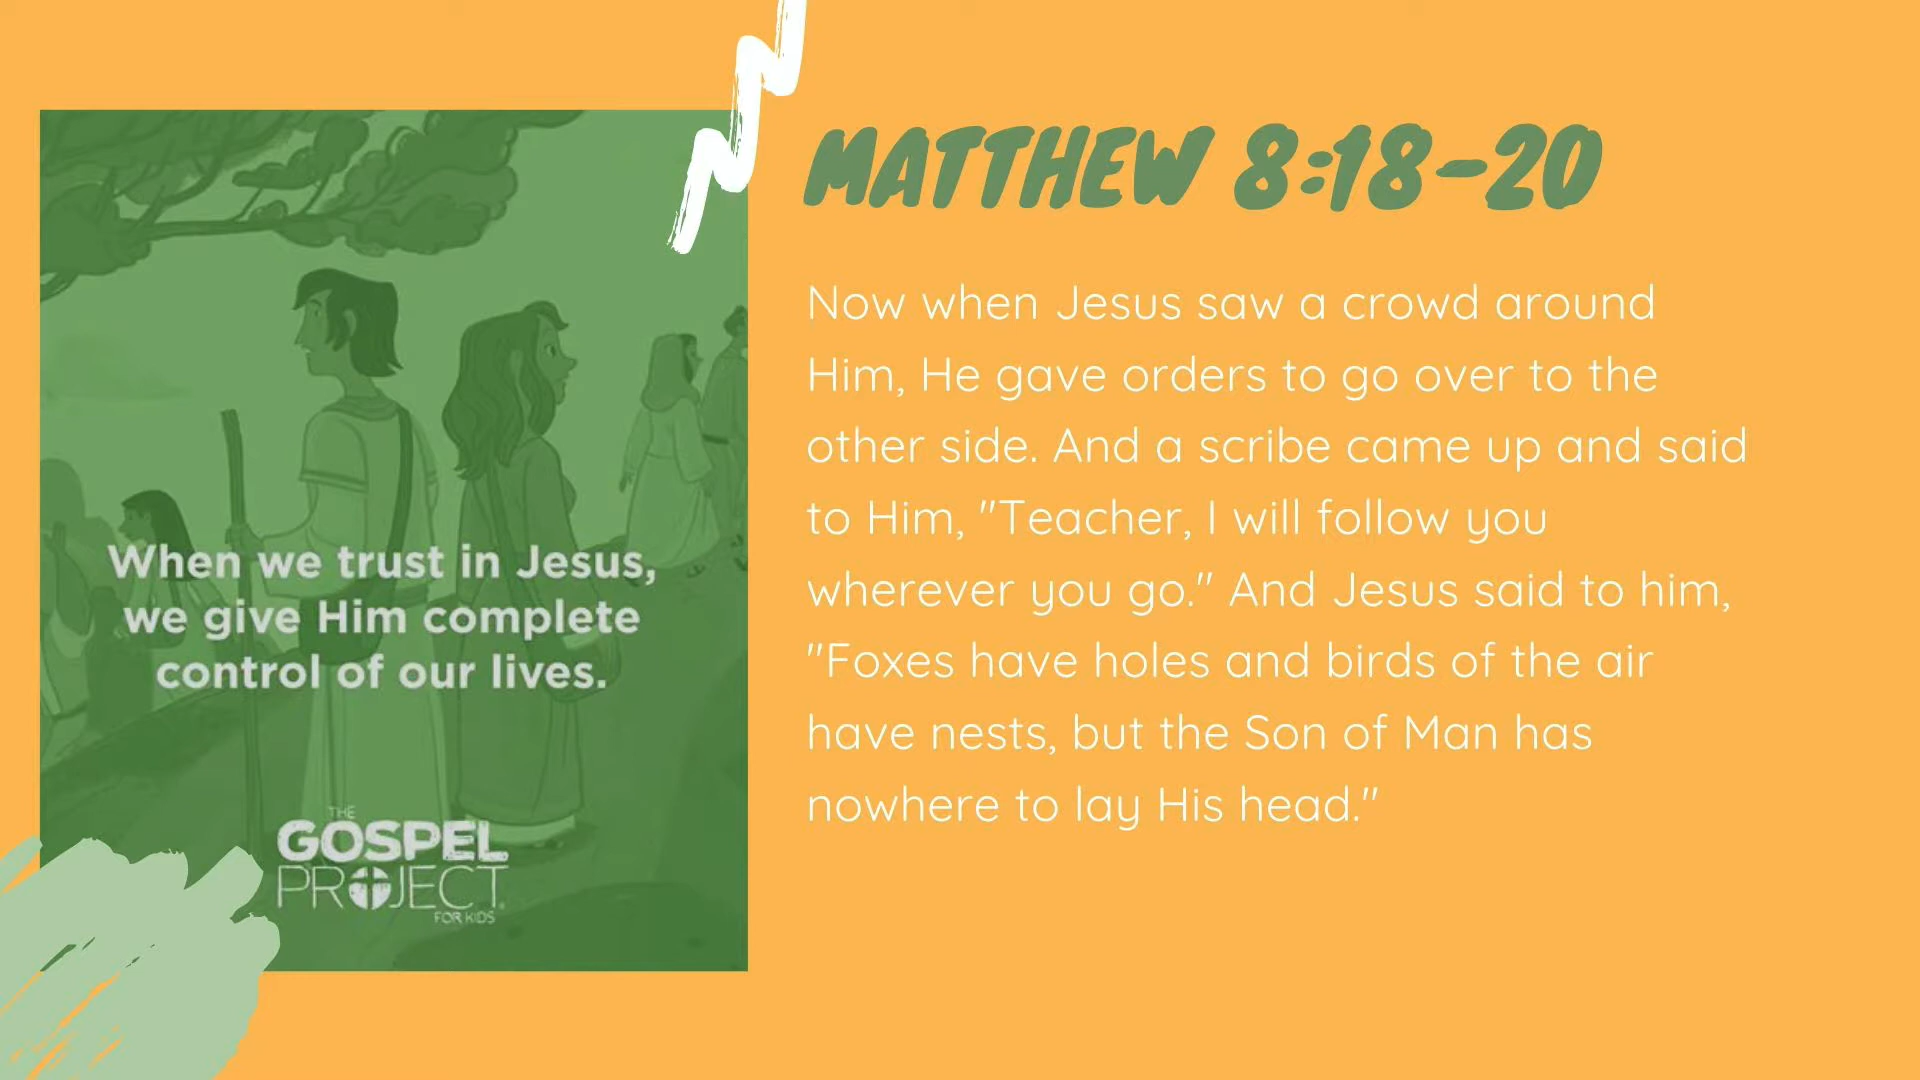 MATTHEW 8:18-20
Now when Jesus saw a crowd around
Him, He gave orders to go over to the
other side. And a scribe came up and said
to Him, "Teacher, I will follow you
wherever you go." And Jesus said to him,
"Foxes have holes and birds of the air
have nests, but the Son of Man has
nowhere to lay His head."
When we trust in Jesus,
we give Him complete
control of our lives.
THE
GOSPEL
PROJECT
FOR KIDS